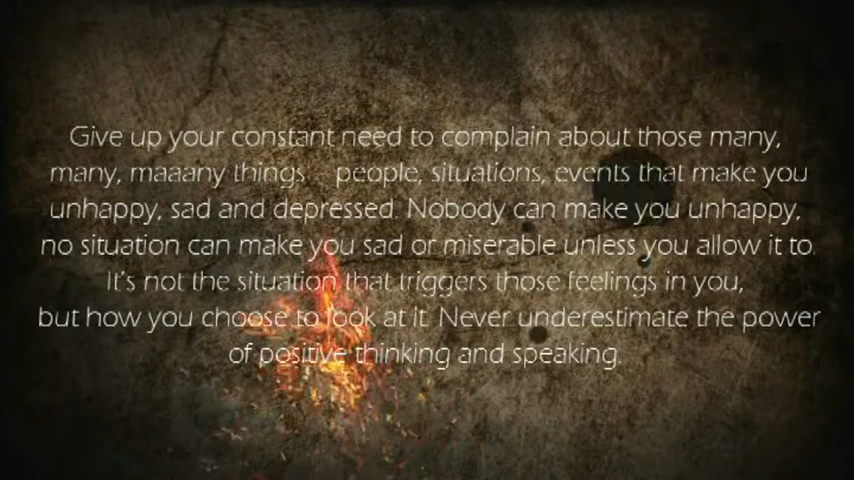 Give up your constant need to complain about those many,
many, maaany things... people, situations, events that make you
unhappy, sad and depressed. Nobody can make you unhappy,
no situation can make you sad or miserable unless you allow it to.
It's not the situation that triggers those feelings in you,
but how you choose to look at it. Never underestimate the power
of positive thinking and speaking.